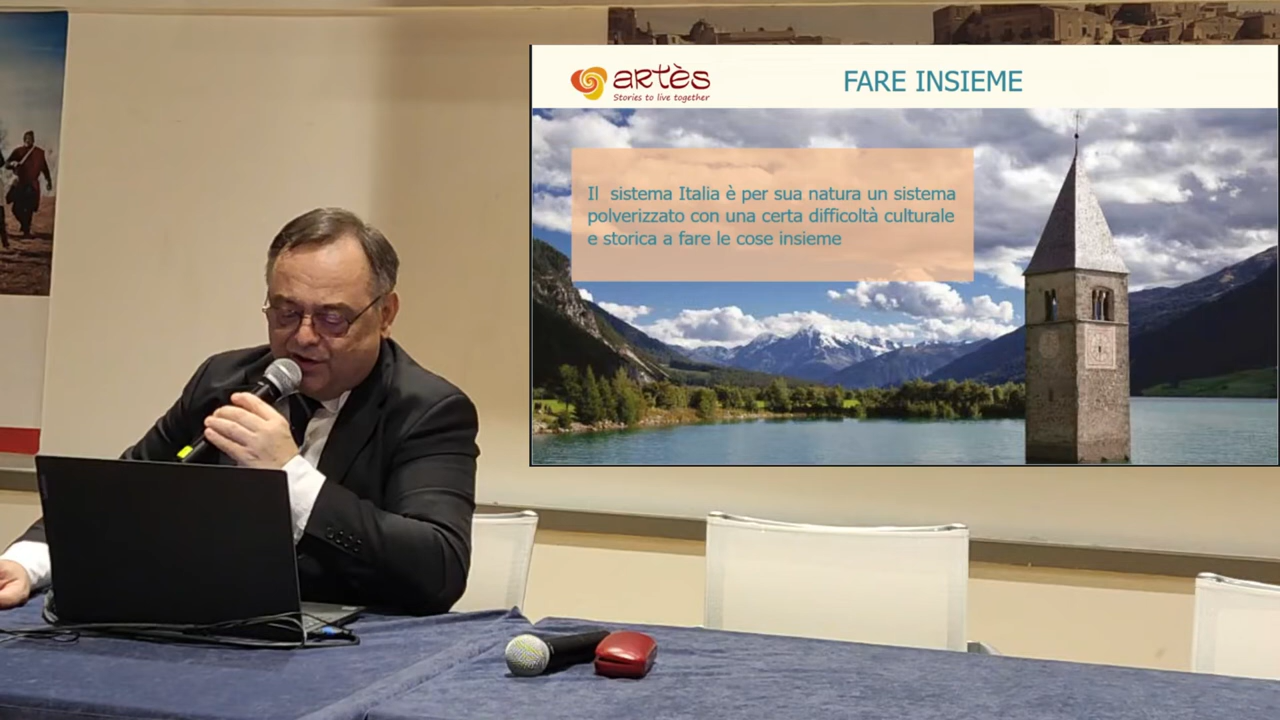 artès
Stories to live together
FARE INSIEME
Il sistema Italia è per sua natura un sistema
polverizzato con una certa difficoltà culturale
e storica a fare le cose insieme